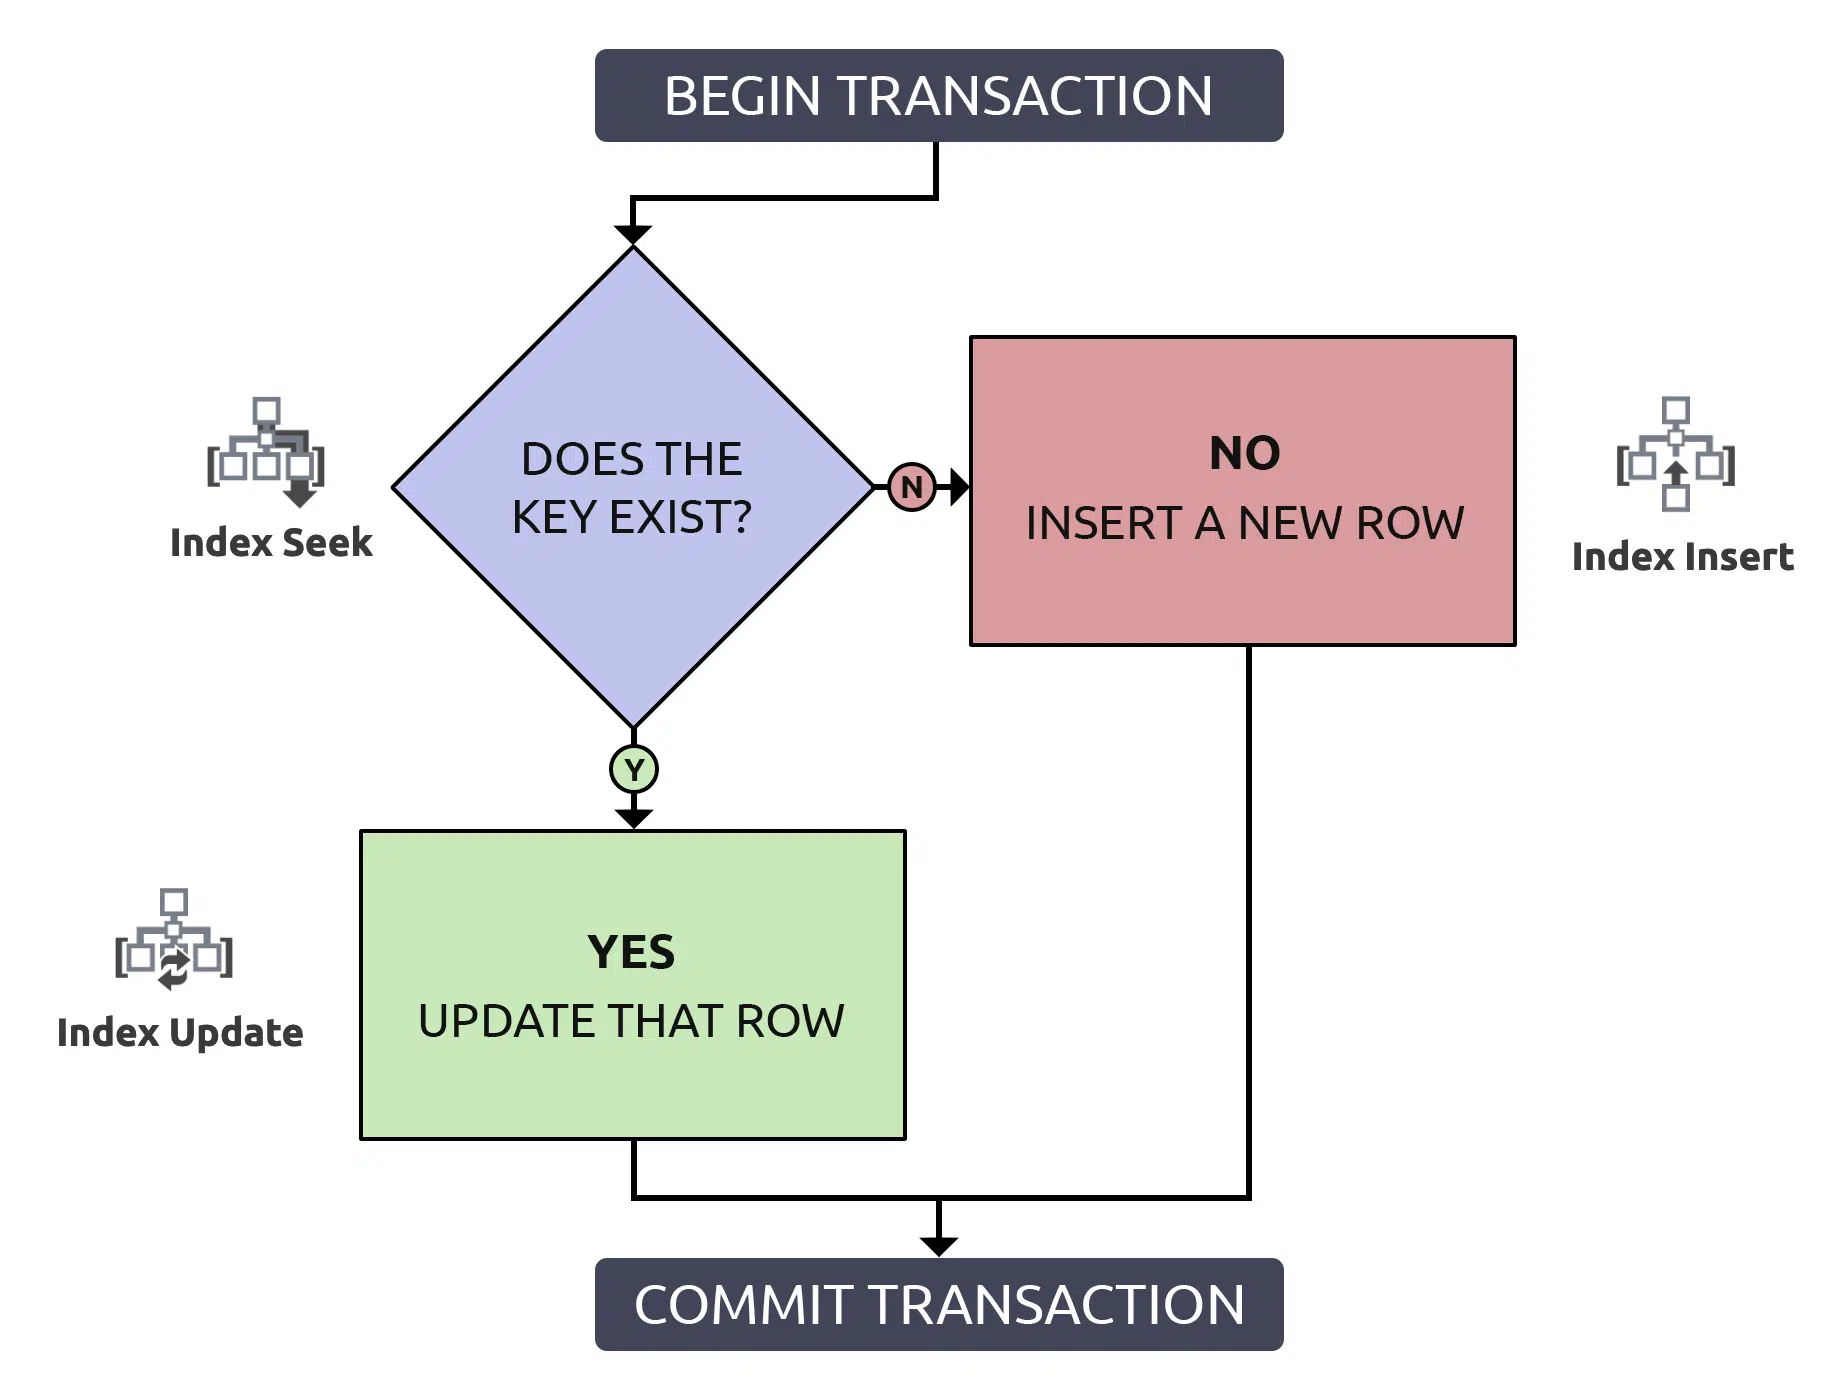 BEGIN TRANSACTION
DOES THE
KEY EXIST?
Index Seek
N
NO
INSERT A NEW ROW
Index Insert
Y
YES
UPDATE THAT ROW
Index Update
COMMIT TRANSACTION